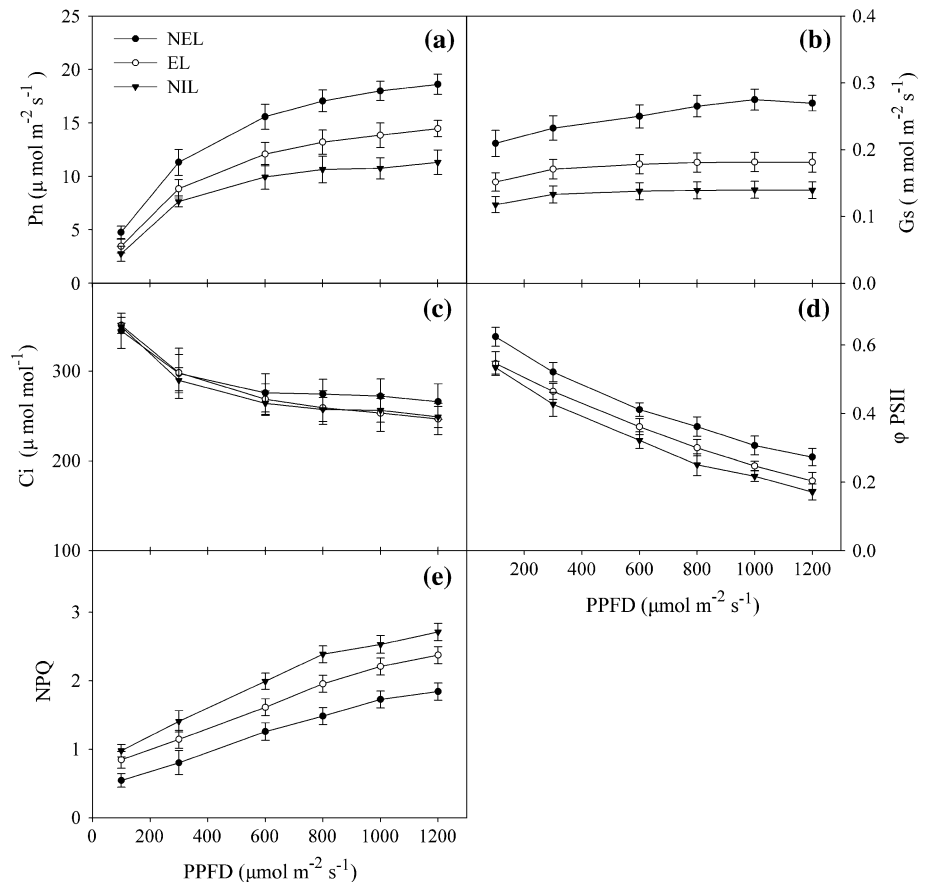 (a)
NEL
EL
NIL
25
20
15
10
5
0
Pn (μ mol m⁻² s⁻¹)
(b)
0.4
0.3
0.2
0.1
0.0
Gs ( m mol m⁻² s⁻¹)
(c)
300
200
100
Ci (μ mol mol⁻¹)
(d)
0.6
0.4
0.2
0.0
φ PSII
200 400 600 800 1000 1200
PPFD (μmol m⁻² s⁻¹)
(e)
3
2
1
0
NPQ
0 200 400 600 800 1000 1200
PPFD (μmol m⁻² s⁻¹)